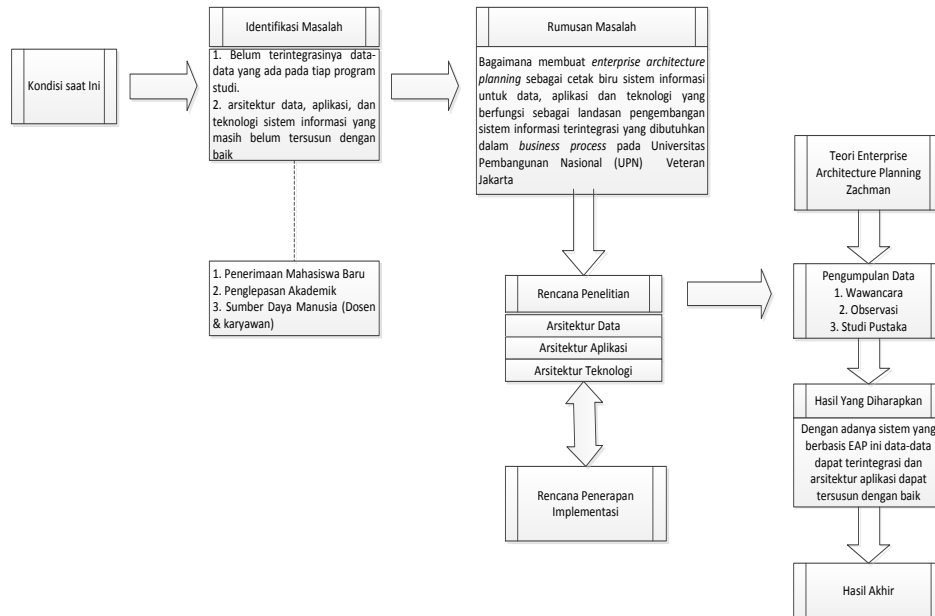 Kondisi saat Ini
Identifikasi Masalah
1. Belum terintegrasinya data-
data yang ada pada tiap program
studi.
2. arsitektur data, aplikasi, dan
teknologi sistem informasi yang
masih belum tersusun dengan
baik
1. Penerimaan Mahasiswa Baru
2. Penglepasan Akademik
3. Sumber Daya Manusia (Dosen
& karyawan)
Rumusan Masalah
Bagaimana membuat enterprise architecture
planning sebagai cetak biru sistem informasi
untuk data, aplikasi dan teknologi yang
berfungsi sebagai landasan pengembangan
sistem informasi terintegrasi yang dibutuhkan
dalam business process pada Universitas
Pembangunan Nasional (UPN) Veteran
Jakarta
Rencana Penelitian
Arsitektur Data
Arsitektur Aplikasi
Arsitektur Teknologi
Rencana Penerapan
Implementasi
Teori Enterprise
Architecture Planning
Zachman
Pengumpulan Data
1. Wawancara
2. Observasi
3. Studi Pustaka
Hasil Yang Diharapkan
Dengan adanya sistem yang
berbasis EAP ini data-data
dapat terintegrasi dan
arsitektur aplikasi dapat
tersusun dengan baik
Hasil Akhir